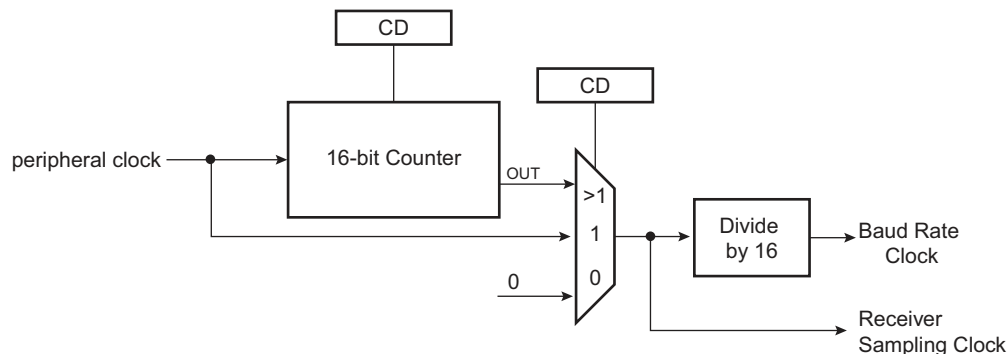 CD
CD
peripheral clock
16-bit Counter
OUT
>1
1
0
0
Divide
by 16
Baud Rate
Clock
Receiver
Sampling Clock